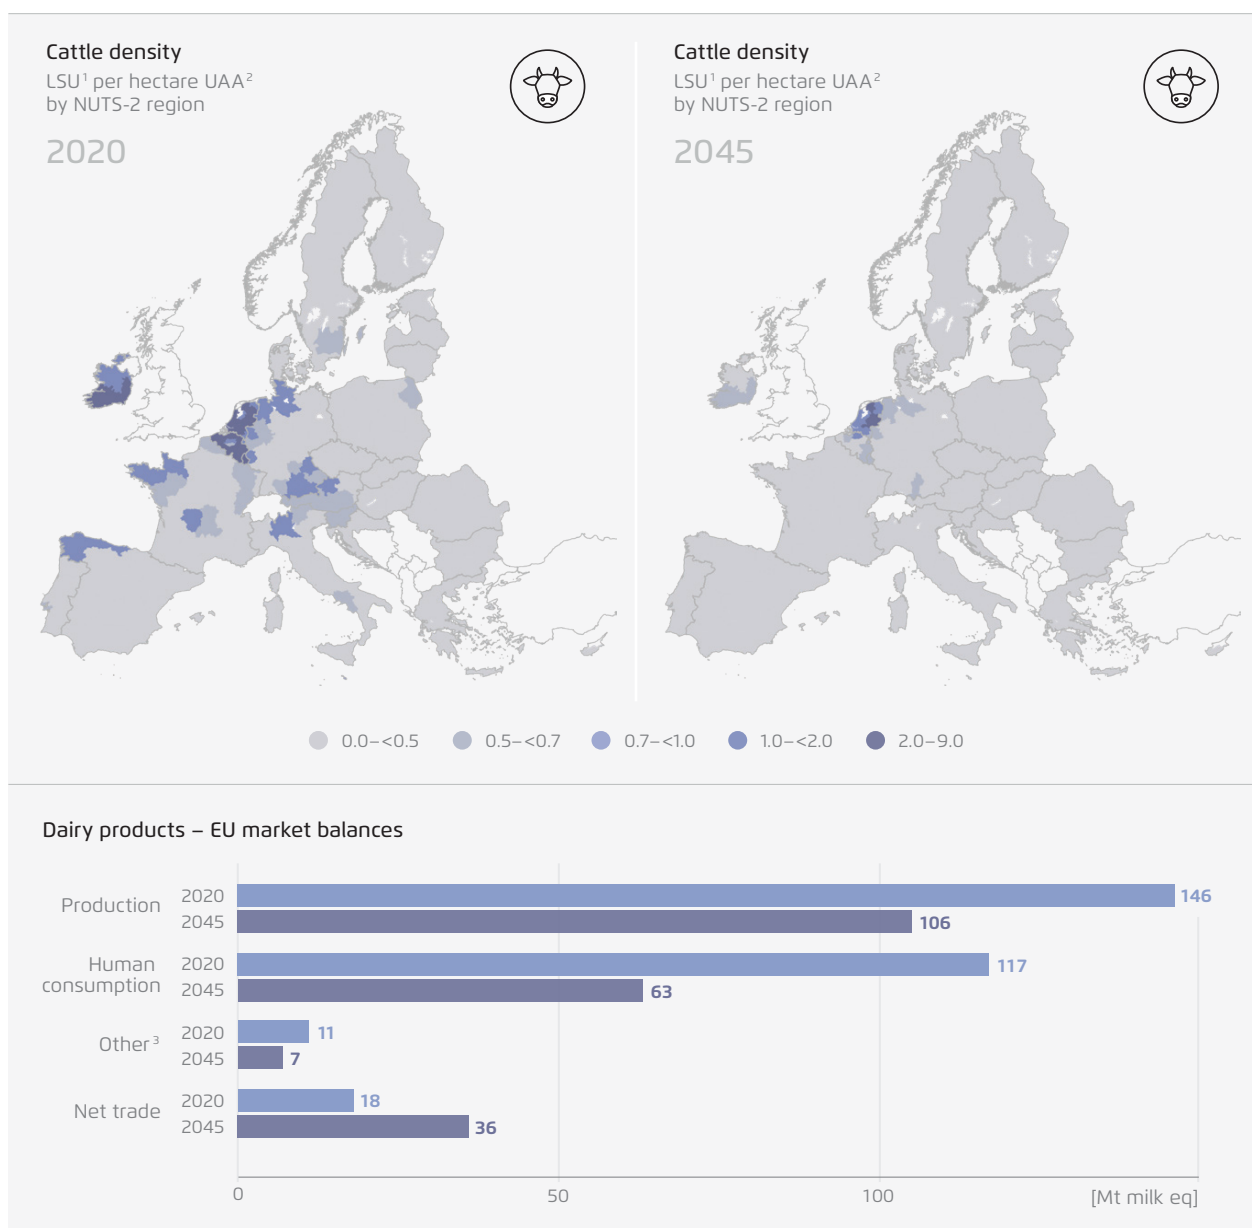 Cattle density
LSU¹ per hectare UAA²
by NUTS-2 region
2020
Cattle density
LSU¹ per hectare UAA²
by NUTS-2 region
2045
0.0–<0.5
0.5–<0.7
0.7–<1.0
1.0–<2.0
2.0–9.0
Dairy products – EU market balances
Production
2020
146
2045
106
Human
consumption
2020
117
2045
63
Other³
2020
11
2045
7
Net trade
2020
18
2045
36
0
50
100
[Mt milk eq]